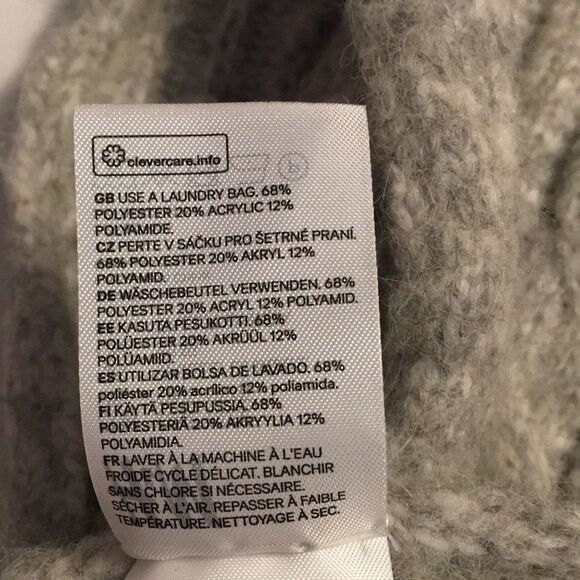 clevercare.info
GB USE A LAUNDRY BAG. 68%
POLYESTER 20% ACRYLIC 12%
POLYAMIDE.
CZ PERTE V SÁČKU PRO ŠETRNÉ PRANÍ.
68% POLYESTER 20% AKRYL 12%
POLYAMID.
DE WÄSCHEBEUTEL VERWENDEN. 68%
POLYESTER 20% ACRYL 12% POLYAMID.
EE KASUTA PESUKOTTI. 68%
POLÜESTER 20% AKRÜÜL 12%
POLÜAMIID.
ES UTILIZAR BOLSA DE LAVADO. 68%
poliéster 20% acrílico 12% poliamida.
FI KÄYTÄ PESUPUSSIA. 68%
POLYESTERIÄ 20% AKRYYLIA 12%
POLYAMIDIA.
FR LAVER À LA MACHINE À L'EAU
FROIDE CYCLE DÉLICAT. BLANCHIR
SANS CHLORE SI NÉCESSAIRE.
SÉCHER À L'AIR. REPASSER À FAIBLE
TEMPÉRATURE. NETTOYAGE À SEC.